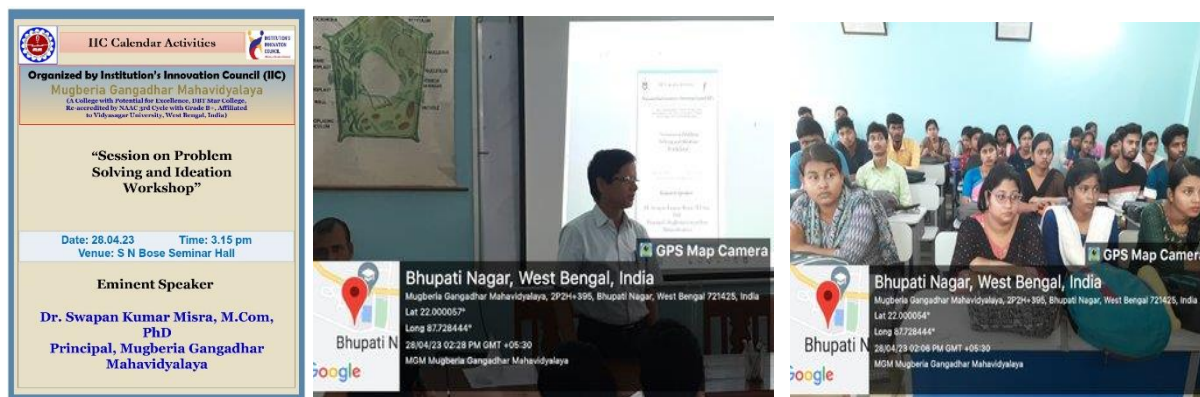 IIC Calendar Activities
INSTITUTION'S
INNOVATION
COUNCIL
Organized by Institution's Innovation Council (IIC)
Mugberia Gangadhar Mahavidyalaya
(A College with Potential for Excellence, DBT Star College,
Re-accredited by NAAC 3rd Cycle with Grade B+, Affiliated
to Vidyasagar University, West Bengal, India)
“Session on Problem
Solving and Ideation
Workshop”
Date: 28.04.23 Time: 3.15 pm
Venue: S N Bose Seminar Hall
Eminent Speaker
Dr. Swapan Kumar Misra, M.Com,
PhD
Principal, Mugberia Gangadhar
Mahavidyalaya
GPS Map Camera
Bhupati Nagar, West Bengal, India
Mugberia Gangadhar Mahavidyalaya, 2P2H+395, Bhupati Nagar, West Bengal 721425, India
Lat 22.000057°
Long 87.728444°
28/04/23 02:28 PM GMT +05:30
MGM Mugberia Gangadhar Mahavidyalaya
Bhupati N
Google
GPS Map Camera
Bhupati Nagar, West Bengal, India
Mugberia Gangadhar Mahavidyalaya, 2P2H+395, Bhupati Nagar, West Bengal 721425, India
Lat 22.000054°
Long 87.728444°
28/04/23 02:06 PM GMT +05:30
MGM Mugberia Gangadhar Mahavidyalaya
Bhupati N
Google